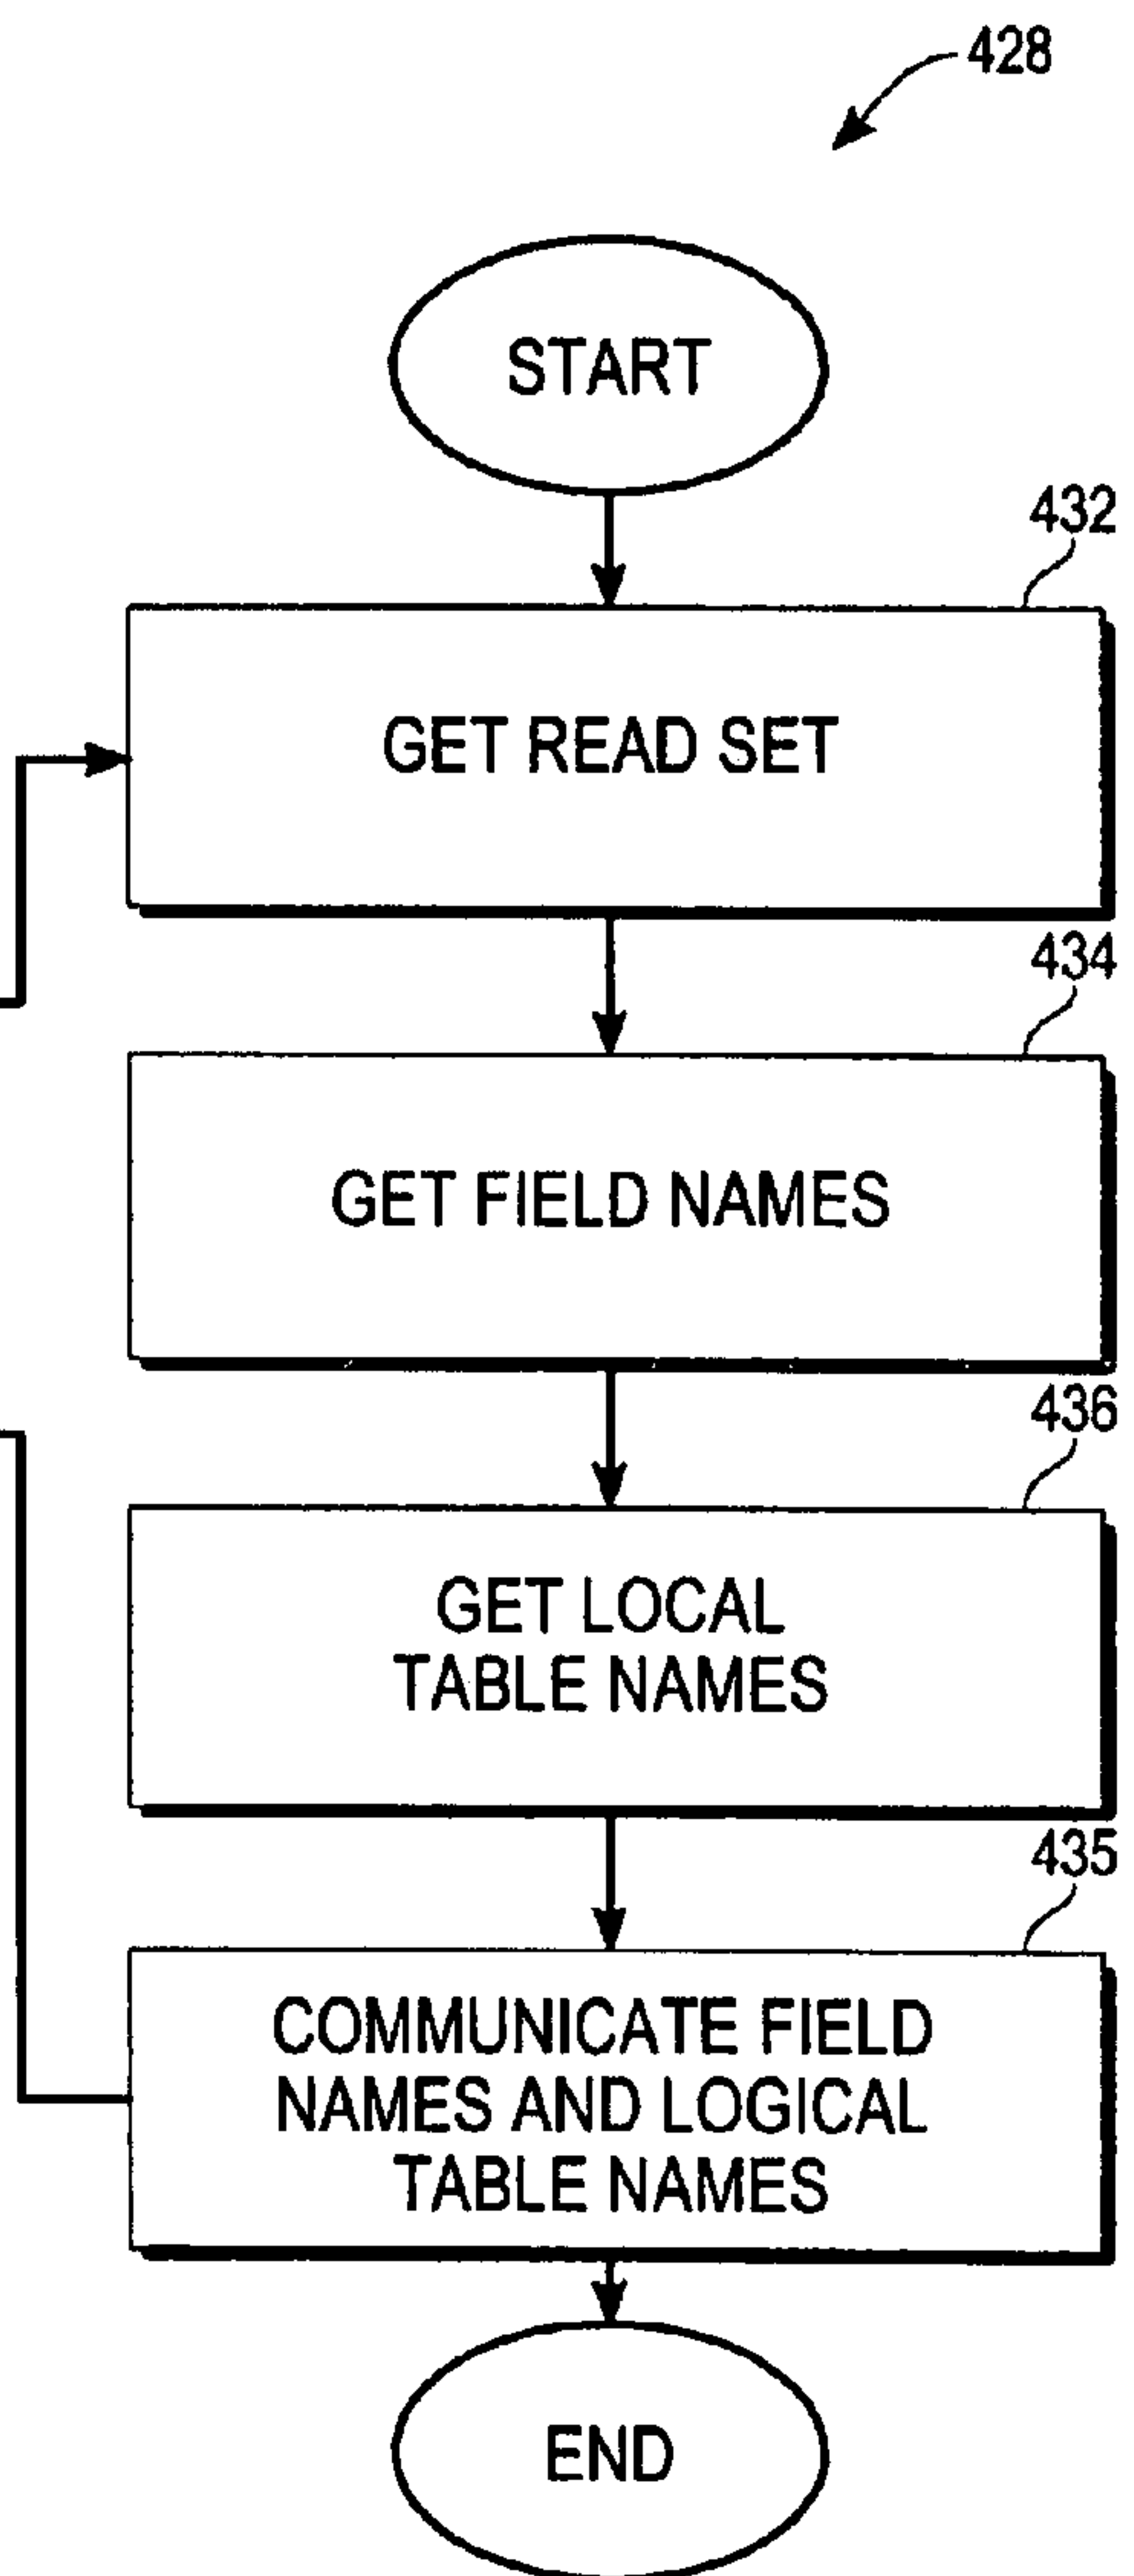 428
START
432
GET READ SET
434
GET FIELD NAMES
436
GET LOCAL
TABLE NAMES
435
COMMUNICATE FIELD
NAMES AND LOGICAL
TABLE NAMES
END